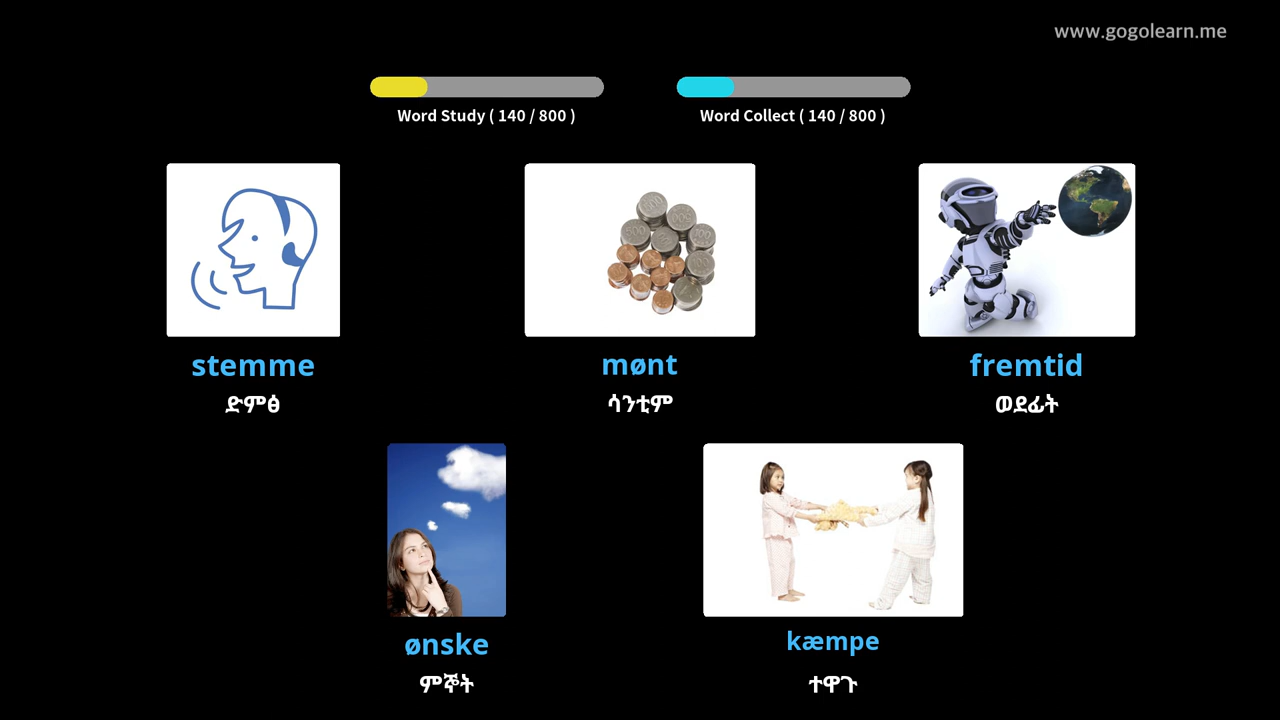 www.gogolearn.me
Word Study ( 140 / 800 )
Word Collect ( 140 / 800 )
stemme
ድምፅ
mønt
ሳንቲም
fremtid
ወደፊት
ønske
ምኞት
kæmpe
ተዋጉ